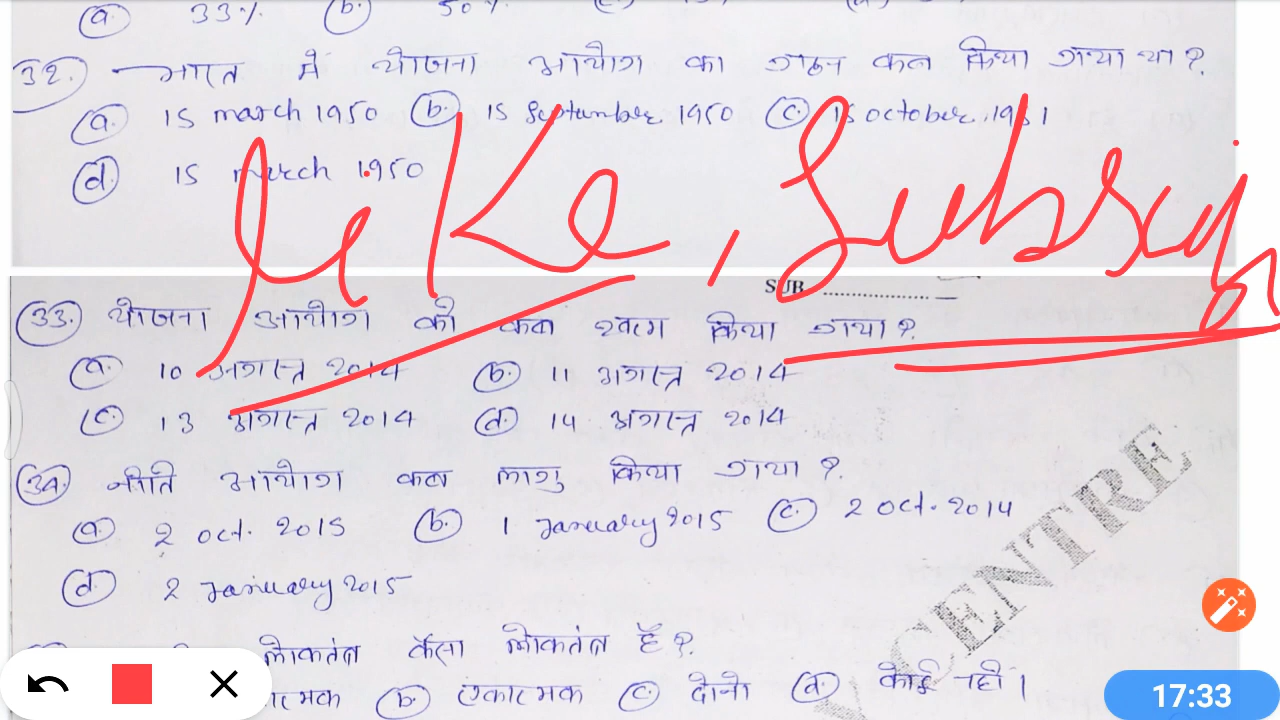 (a.) 33% (b.) 50%
32. भारत में योजना आयोग का गठन कब किया गया था ?
(a.) 15 march 1950 (b.) 15 September 1950 (c.) 15 october 1951
(d) 15 march 1950
like, Subscri
SUB ........................
33. योजना आयोग को कब खत्म किया गया ?
(a.) 10 अगस्त 2014 (b.) 11 अगस्त 2014
(c.) 13 अगस्त 2014 (d.) 14 अगस्त 2014
34. नीति आयोग कब लागु किया गया ?
(a.) 2 oct. 2015 (b.) 1 January 2015 (c.) 2 oct. 2014
(d) 2 January 2015
लोकतंत्र कैसा लोकतंत्र है ?
(b.) एकात्मक (c.) दोनो (d.) कोई नही ।
CENTRE
17:33